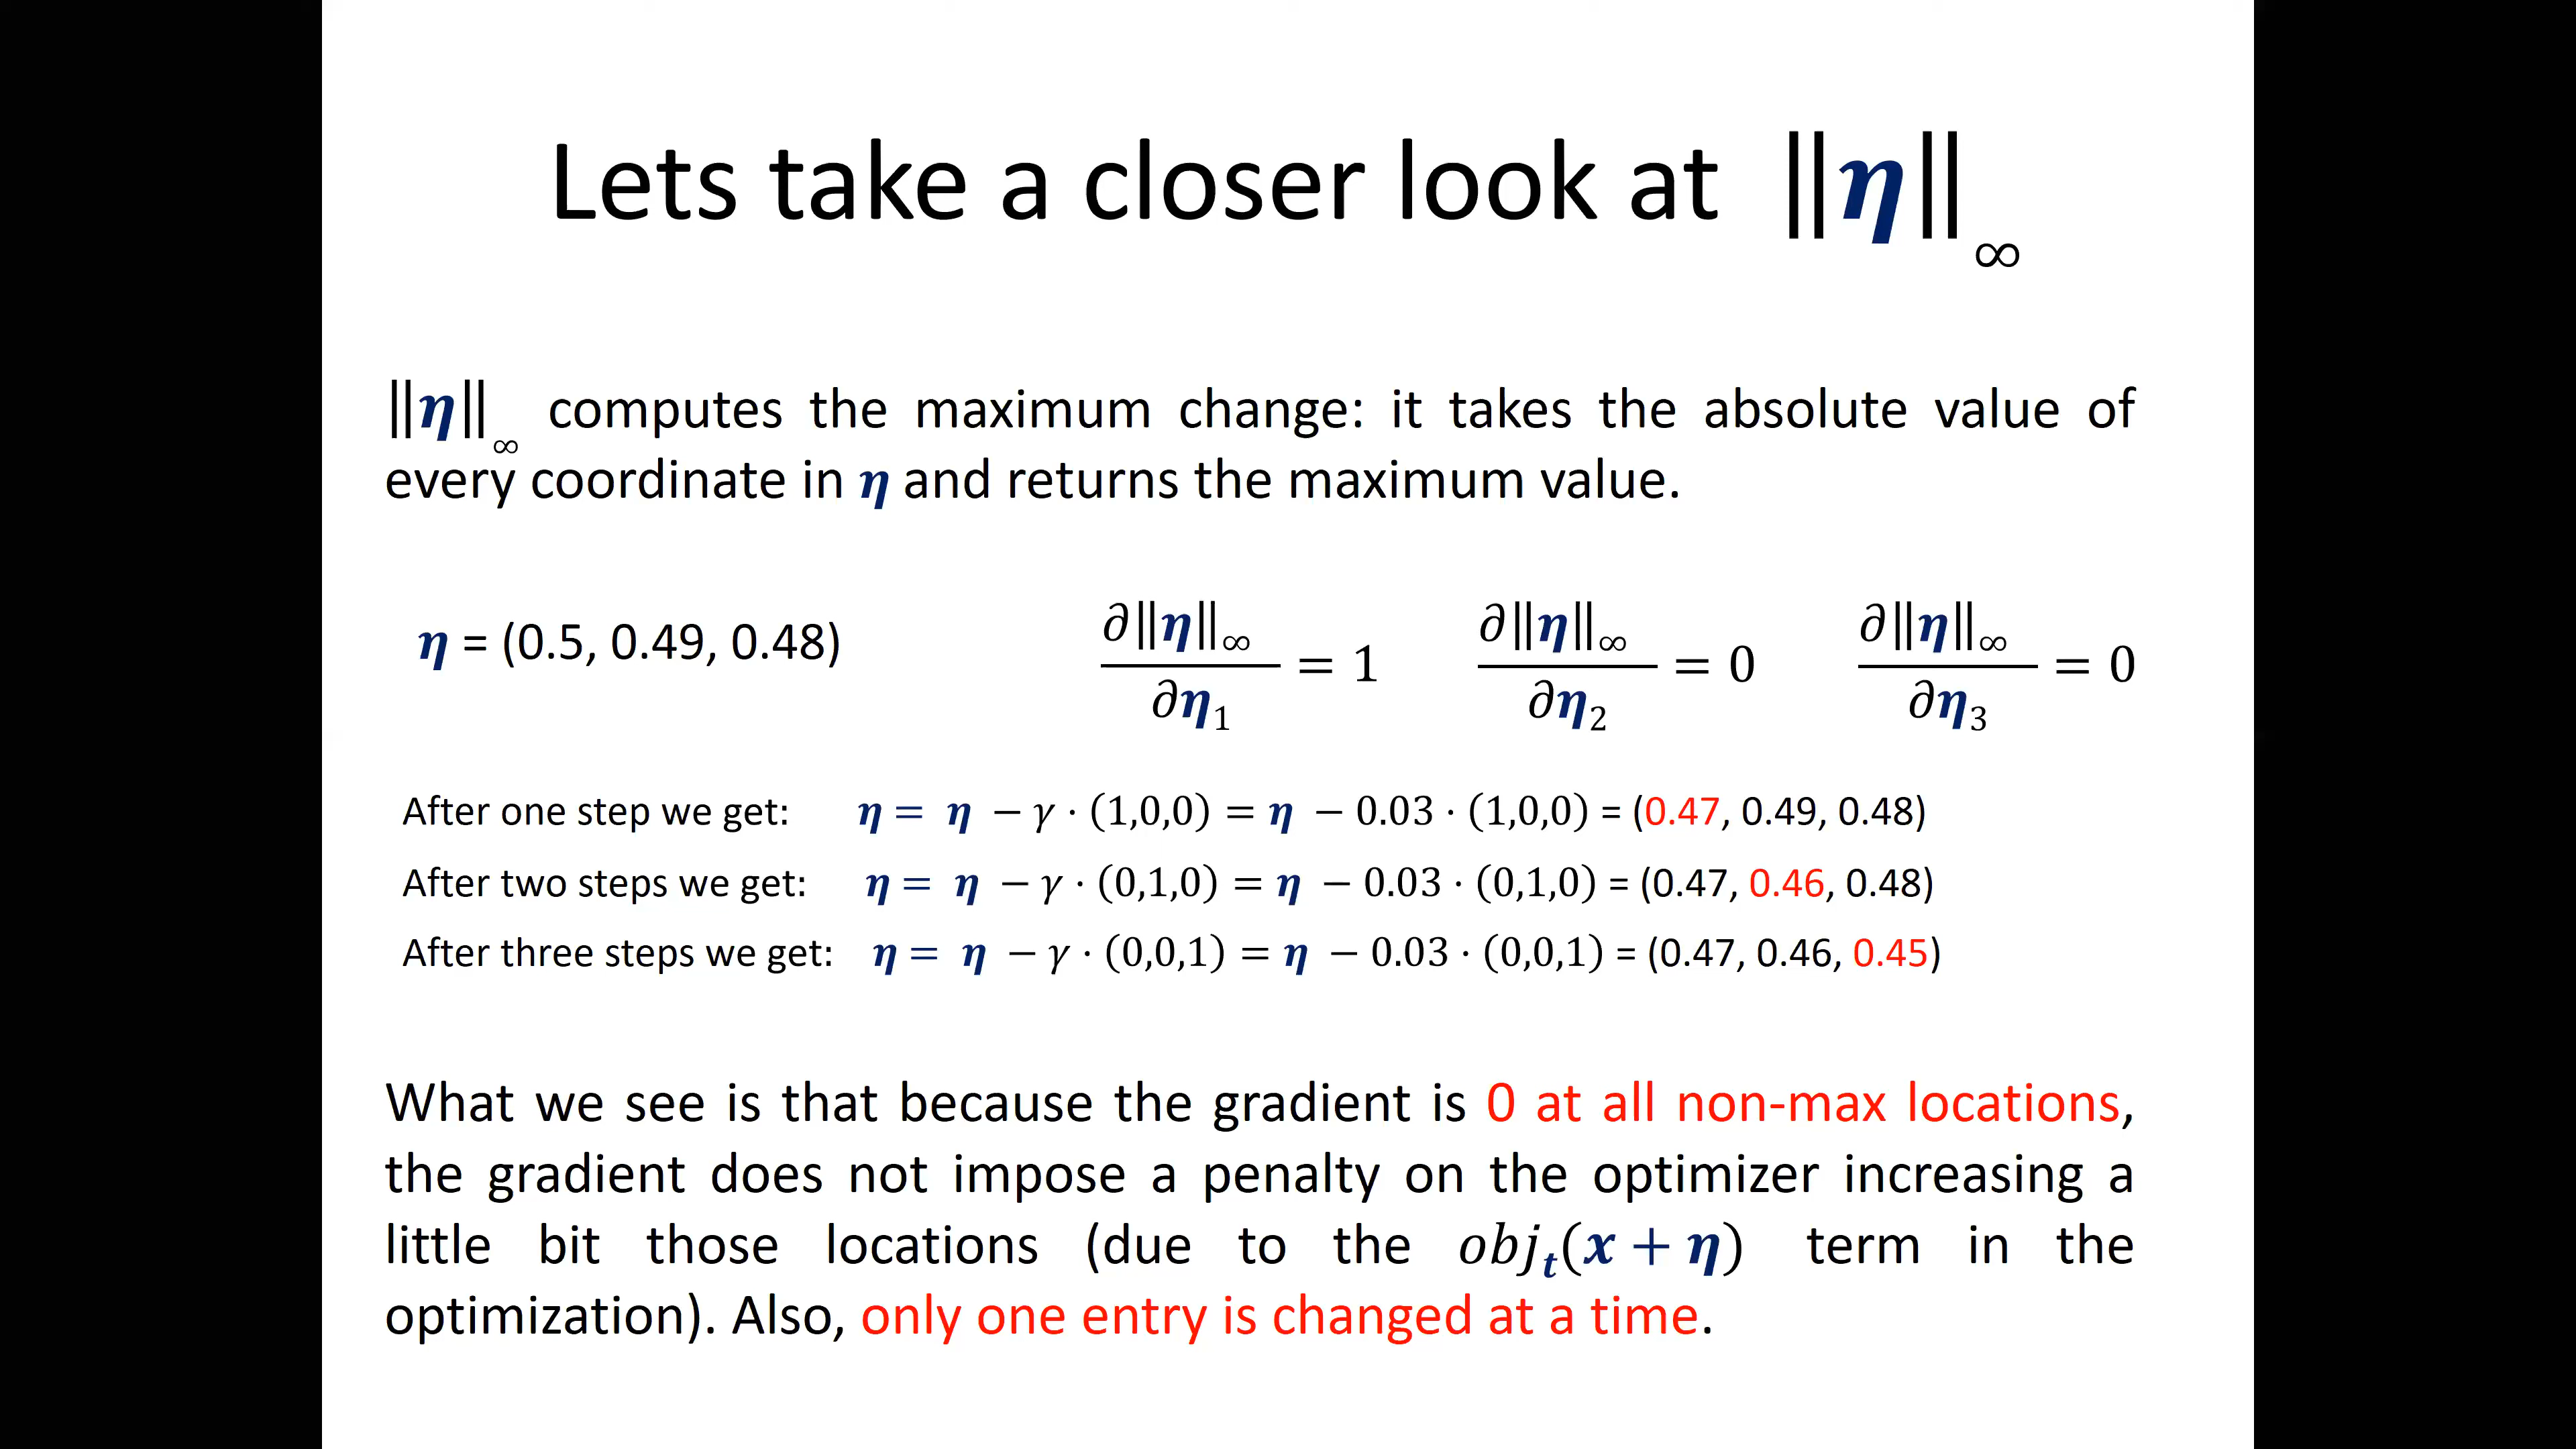 Lets take a closer look at ‖η‖∞
‖η‖∞ computes the maximum change: it takes the absolute value of
every coordinate in η and returns the maximum value.
η = (0.5, 0.49, 0.48) ∂‖η‖∞/∂η₁ = 1 ∂‖η‖∞/∂η₂ = 0 ∂‖η‖∞/∂η₃ = 0
After one step we get: η = η − γ · (1,0,0) = η − 0.03 · (1,0,0) = (0.47, 0.49, 0.48)
After two steps we get: η = η − γ · (0,1,0) = η − 0.03 · (0,1,0) = (0.47, 0.46, 0.48)
After three steps we get: η = η − γ · (0,0,1) = η − 0.03 · (0,0,1) = (0.47, 0.46, 0.45)
What we see is that because the gradient is 0 at all non-max locations,
the gradient does not impose a penalty on the optimizer increasing a
little bit those locations (due to the objₜ(x + η) term in the
optimization). Also, only one entry is changed at a time.